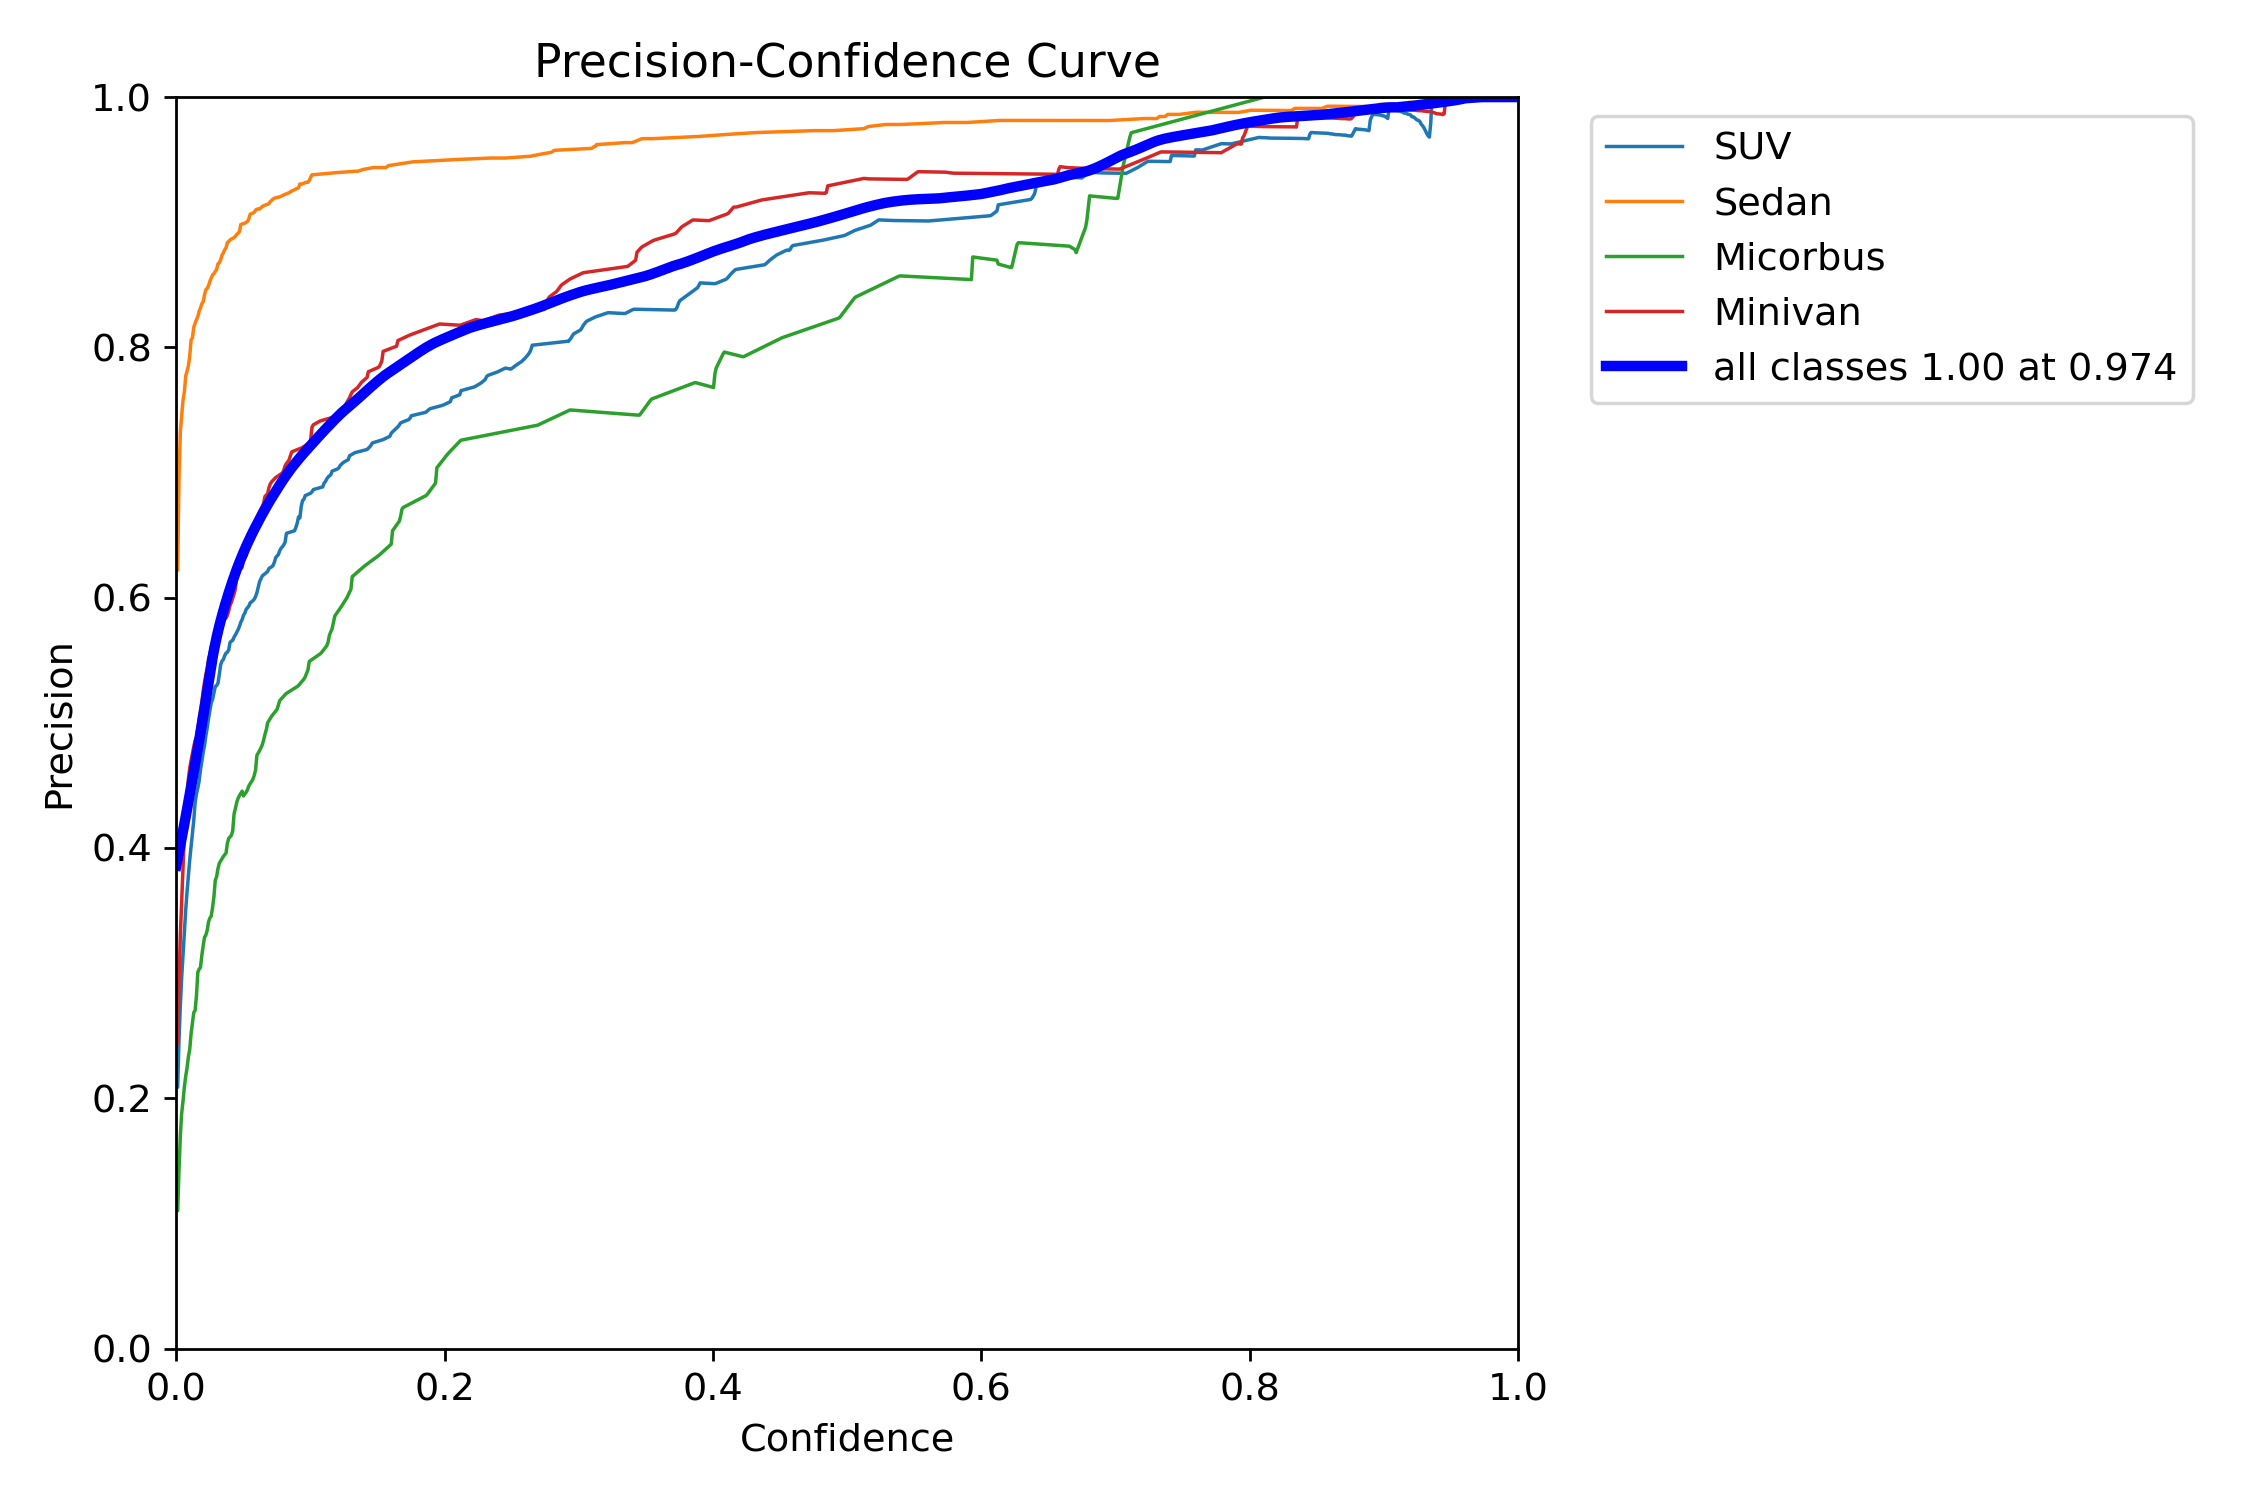 Precision-Confidence Curve
1.0
0.8
0.6
0.4
0.2
0.0
Precision
0.0 0.2 0.4 0.6 0.8 1.0
Confidence
SUV
Sedan
Micorbus
Minivan
all classes 1.00 at 0.974